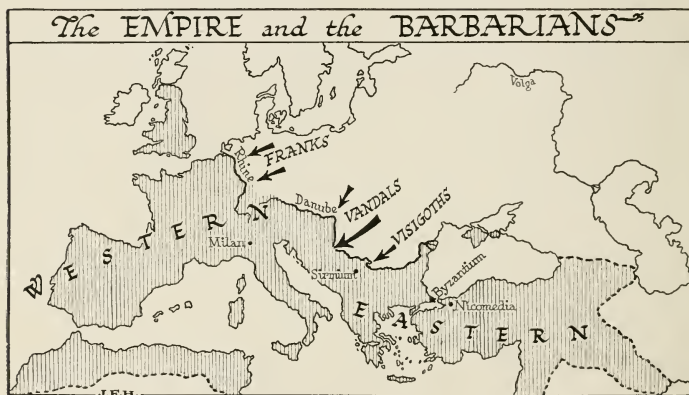 The EMPIRE and the BARBARIANS
Volga
Rhine
FRANKS
Danube
VANDALS
VISIGOTHS
WESTERN
Milan
Sirmium
Byzantium
Nicomedia
EASTERN
J.F.H.